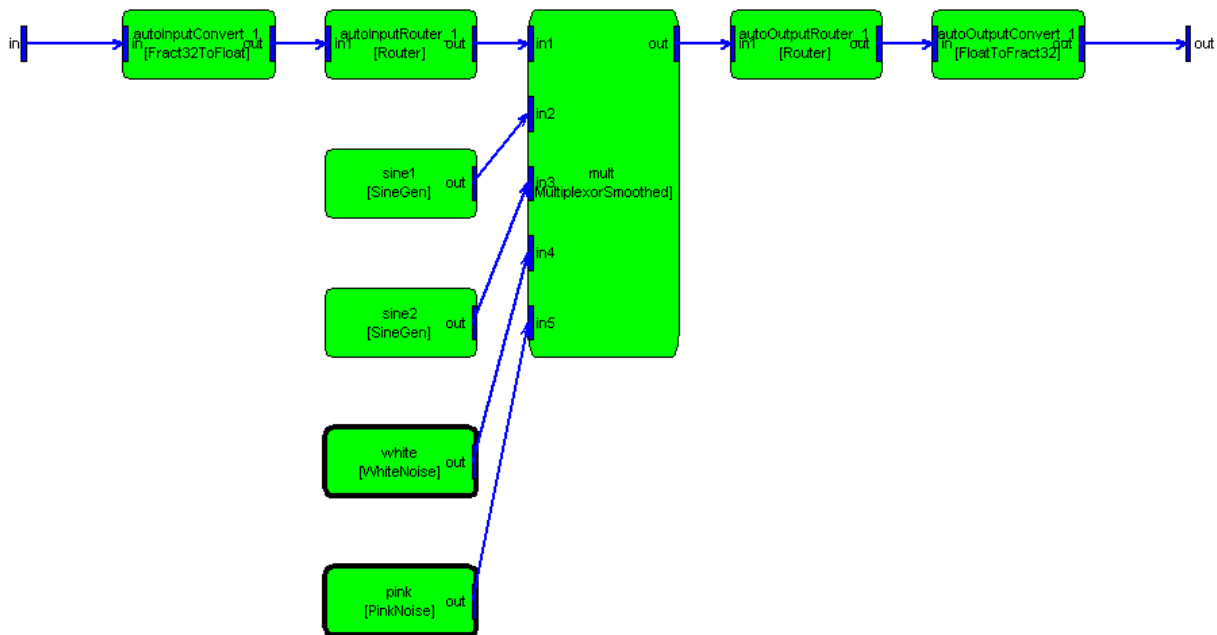 in
autoInputConvert_1
in out
[Fract32ToFloat]
autoInputRouter_1
in1 out
[Router]
in1 out
autoOutputRouter_1
in1 out
[Router]
autoOutputConvert_1
in out
[FloatToFract32]
out
in2
sine1
out
[SineGen]
mult
in3
MultiplexorSmoothed]
in4
sine2
out
[SineGen]
in5
white
out
[WhiteNoise]
pink
out
[PinkNoise]